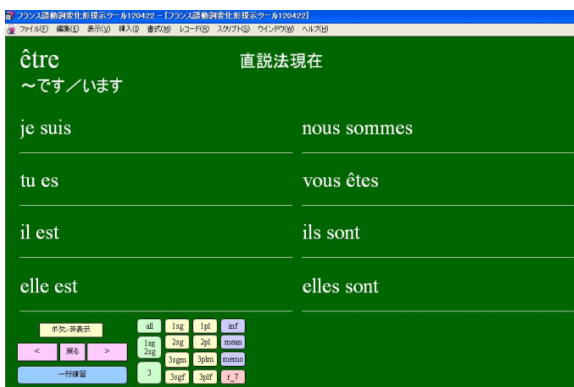 フランス語動詞変化形提示ツール120422 - [フランス語動詞変化形提示ツール120422]
ファイル(F) 編集(E) 表示(V) 挿入(I) 書式(M) レコード(R) スクリプト(S) ウインドウ(W) ヘルプ(H)
être 直説法現在
～です／います
je suis nous sommes
tu es vous êtes
il est ils sont
elle est elles sont
ボタン非表示 all 1sg 1pl inf
< 戻る > 1sg 2sg 2sg 2pl mean
3sgm 3plm memo
一行練習 3 3sgf 3plf r_7